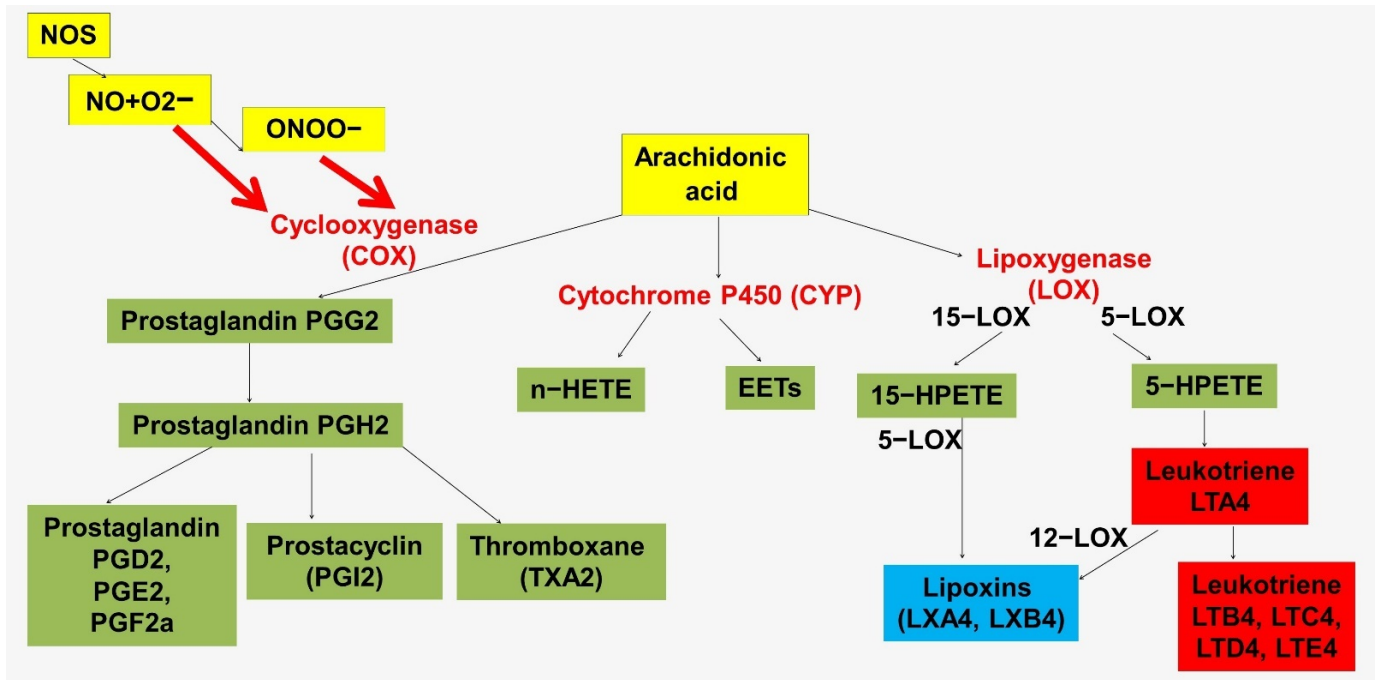 NOS
NO+O2−
ONOO−
Arachidonic
acid
Cyclooxygenase
(COX)
Cytochrome P450 (CYP)
Lipoxygenase
(LOX)
15−LOX
5−LOX
Prostaglandin PGG2
n−HETE
EETs
15−HPETE
5−HPETE
Prostaglandin PGH2
5−LOX
Leukotriene
LTA4
12−LOX
Prostaglandin
PGD2,
PGE2,
PGF2a
Prostacyclin
(PGI2)
Thromboxane
(TXA2)
Lipoxins
(LXA4, LXB4)
Leukotriene
LTB4, LTC4,
LTD4, LTE4